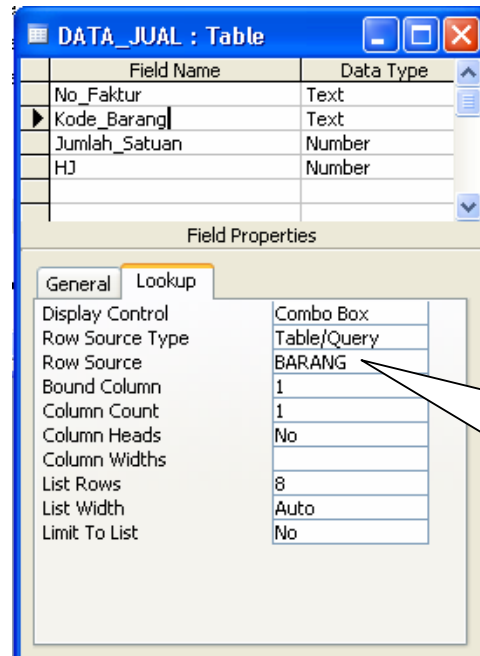 DATA_JUAL : Table
Field Name Data Type
No_Faktur Text
Kode_Barang Text
Jumlah_Satuan Number
HJ Number
Field Properties
General Lookup
Display Control Combo Box
Row Source Type Table/Query
Row Source BARANG
Bound Column 1
Column Count 1
Column Heads No
Column Widths
List Rows 8
List Width Auto
Limit To List No